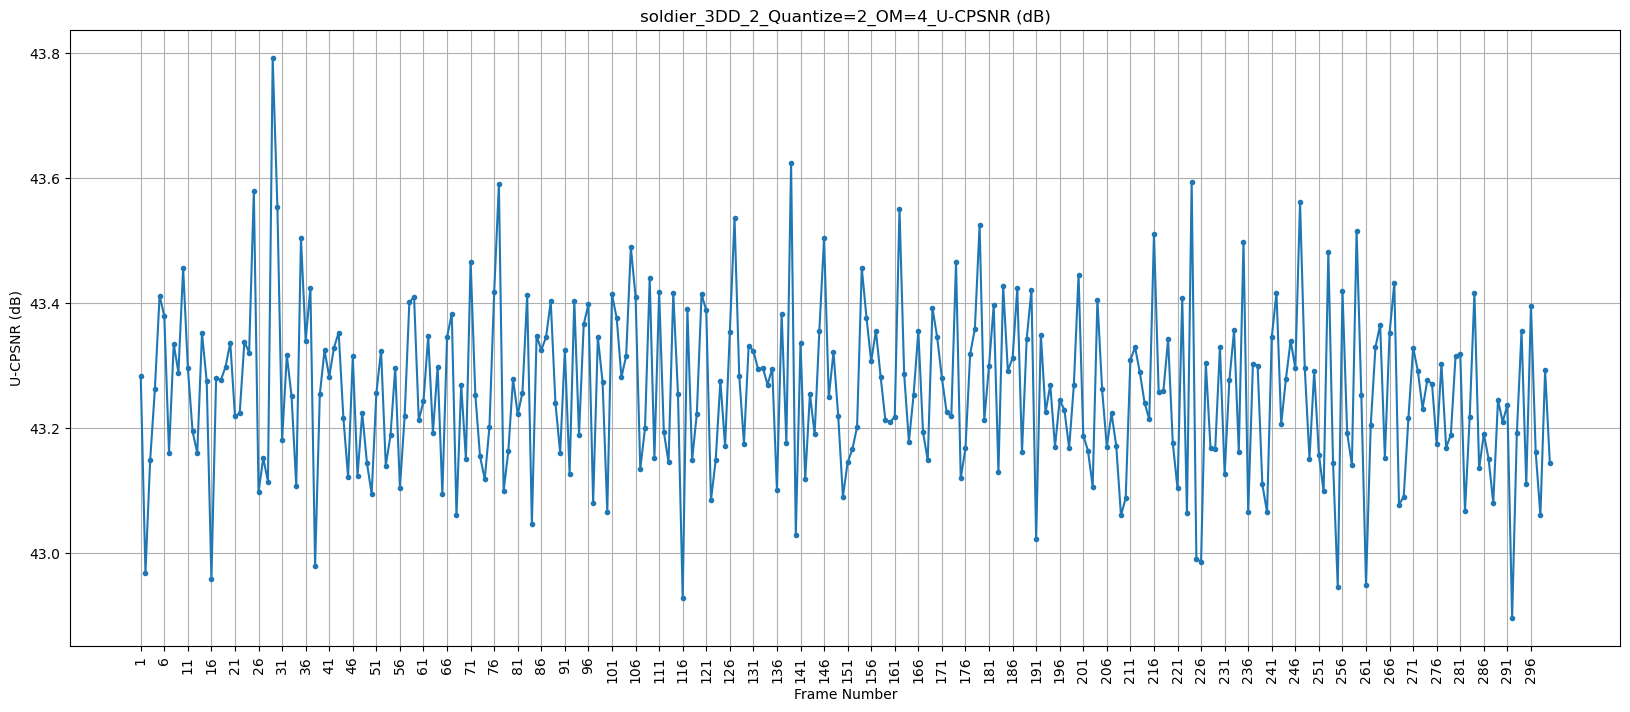 soldier_3DD_2_Quantize=2_OM=4_U-CPSNR (dB)
U-CPSNR (dB)
43.8
43.6
43.4
43.2
43.0
1 6 11 16 21 26 31 36 41 46 51 56 61 66 71 76 81 86 91 96 101 106 111 116 121 126 131 136 141 146 151 156 161 166 171 176 181 186 191 196 201 206 211 216 221 226 231 236 241 246 251 256 261 266 271 276 281 286 291 296
Frame Number